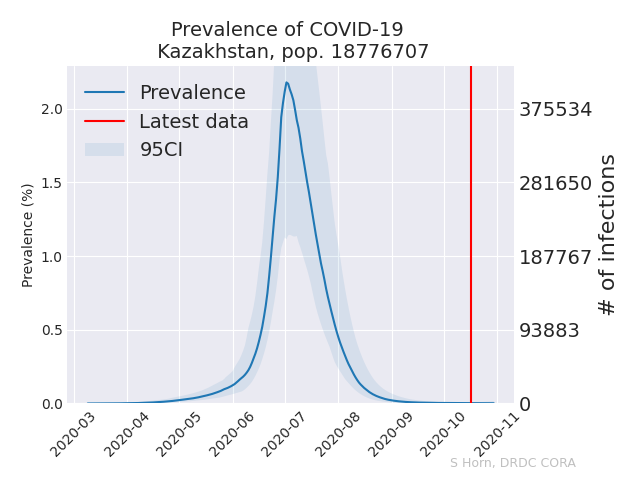 Prevalence of COVID-19
Kazakhstan, pop. 18776707
Prevalence
Latest data
95CI
Prevalence (%)
2.0
1.5
1.0
0.5
0.0
375534
281650
187767
93883
0
# of infections
2020-03
2020-04
2020-05
2020-06
2020-07
2020-08
2020-09
2020-10
2020-11
S Horn, DRDC CORA